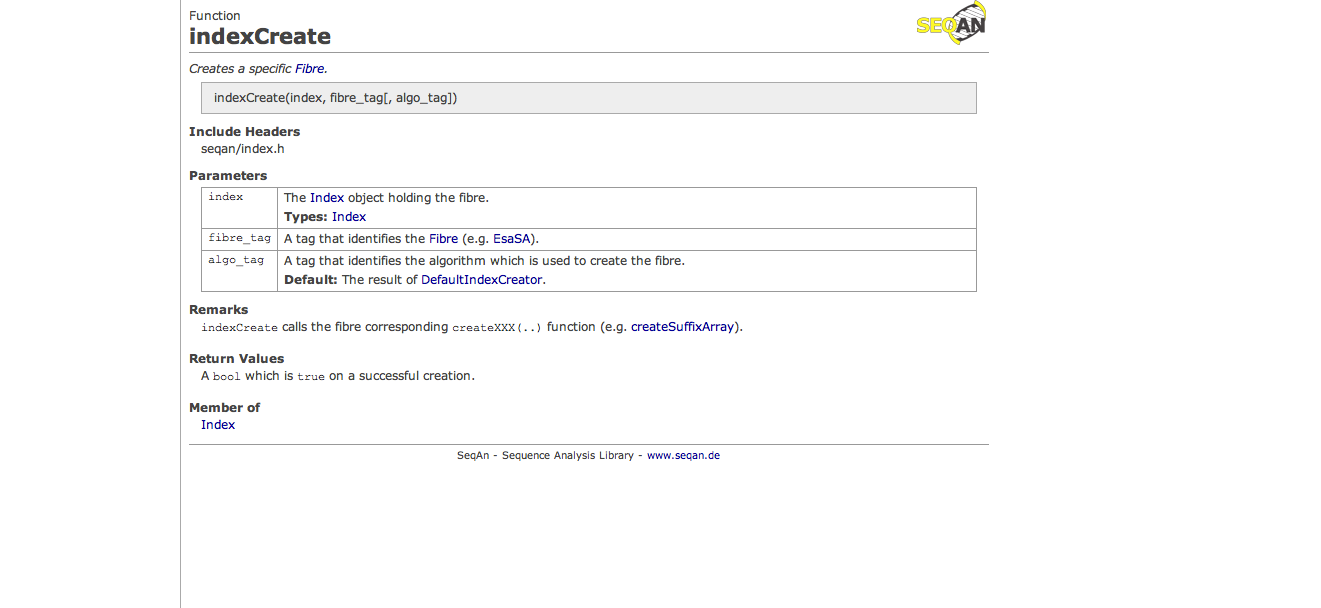 Function
indexCreate
SEQAN
Creates a specific Fibre.
indexCreate(index, fibre_tag[, algo_tag])
Include Headers
seqan/index.h
Parameters
index The Index object holding the fibre.
Types: Index
fibre_tag A tag that identifies the Fibre (e.g. EsaSA).
algo_tag A tag that identifies the algorithm which is used to create the fibre.
Default: The result of DefaultIndexCreator.
Remarks
indexCreate calls the fibre corresponding createXXX(..) function (e.g. createSuffixArray).
Return Values
A bool which is true on a successful creation.
Member of
Index
SeqAn - Sequence Analysis Library - www.seqan.de